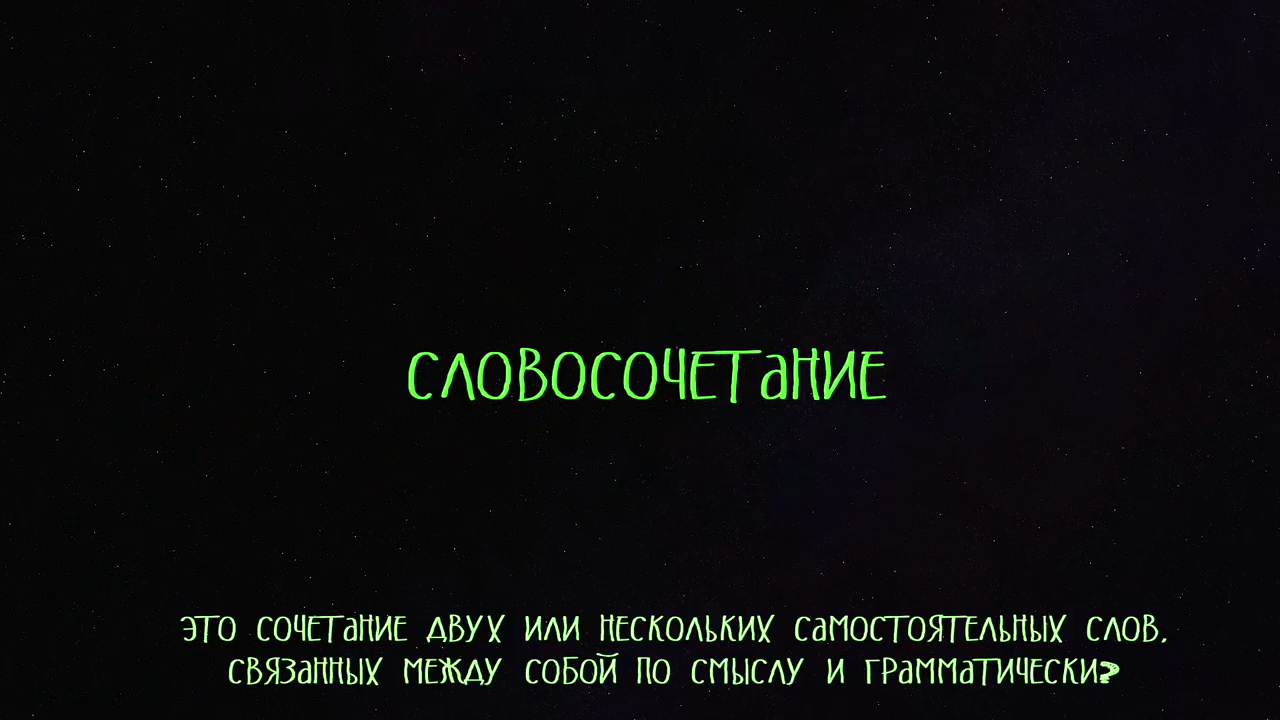 СЛОВОСОЧЕТаНИЕ
ЭТО СОЧЕТаНИЕ ДВУХ ИЛИ НЕСКОЛЬКИХ СаМОСТОЯТЕЛЬНЫХ СЛОВ,
СВЯЗаННЫХ МЕЖДУ СОБОЙ ПО СМЫСЛУ И ГРаММаТИЧЕСКИ?